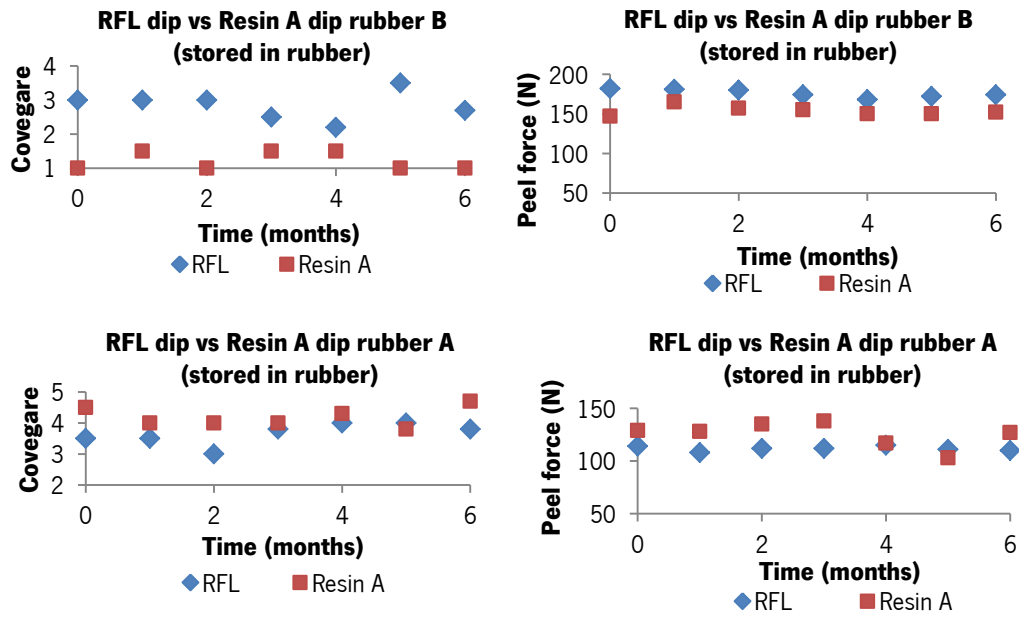 RFL dip vs Resin A dip rubber B
(stored in rubber)
Covegare
4
3
2
1
0 2 4 6
Time (months)
RFL Resin A
RFL dip vs Resin A dip rubber B
(stored in rubber)
Peel force (N)
200
150
100
50
0 2 4 6
Time (months)
RFL Resin A
RFL dip vs Resin A dip rubber A
(stored in rubber)
Covegare
5
4
3
2
0 2 4 6
Time (months)
RFL Resin A
RFL dip vs Resin A dip rubber A
(stored in rubber)
Peel force (N)
150
100
50
0 2 4 6
Time (months)
RFL Resin A